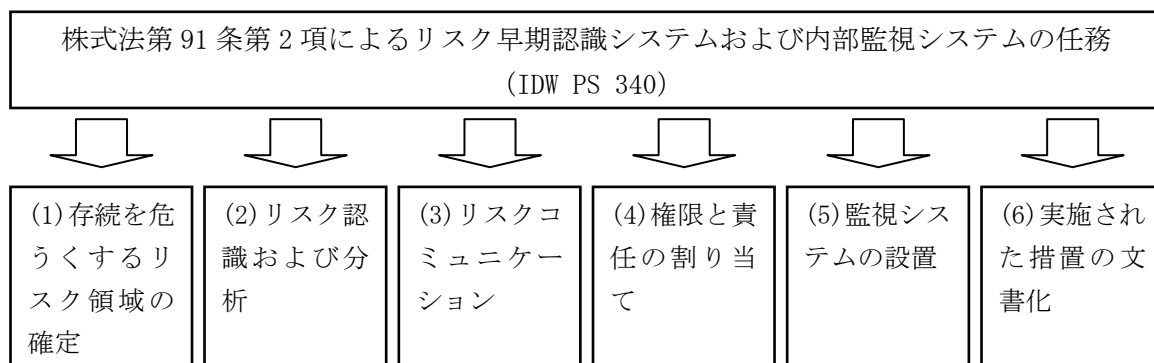 株式法第 91 条第 2 項によるリスク早期認識システムおよび内部監視システムの任務
(IDW PS 340)
(1)存続を危
うくするリ
スク領域の
確定
(2)リスク認
識および分
析
(3)リスクコ
ミュニケー
ション
(4)権限と責
任の割り当
て
(5)監視シス
テムの設置
(6)実施され
た措置の文
書化